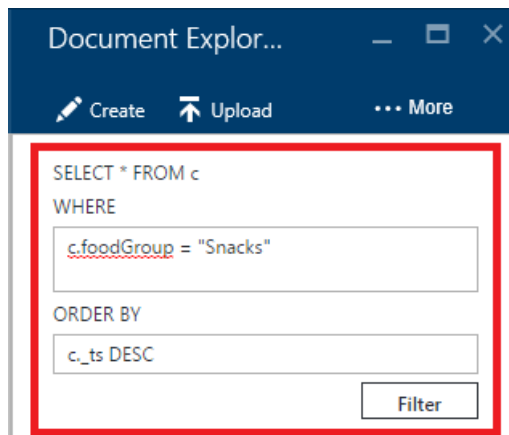 Document Explor...
Create Upload ••• More
SELECT * FROM c
WHERE
c.foodGroup = "Snacks"
ORDER BY
c._ts DESC
Filter